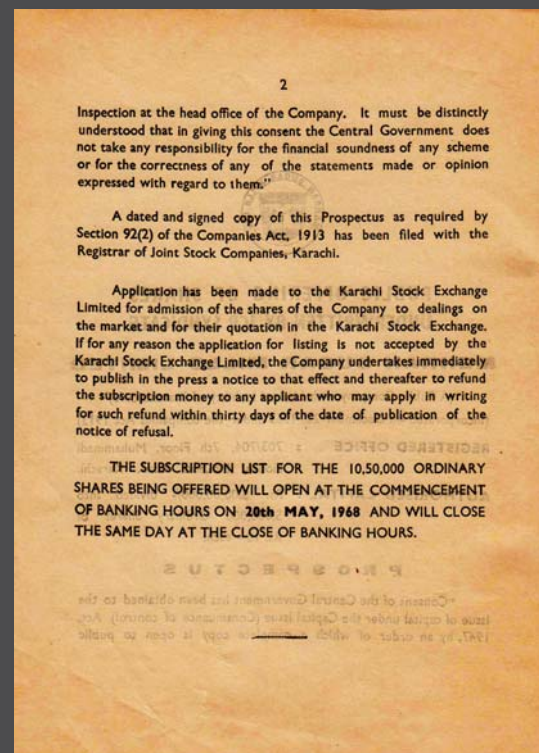 2
Inspection at the head office of the Company. It must be distinctly
understood that in giving this consent the Central Government does
not take any responsibility for the financial soundness of any scheme
or for the correctness of any of the statements made or opinion
expressed with regard to them."
A dated and signed copy of this Prospectus as required by
Section 92(2) of the Companies Act, 1913 has been filed with the
Registrar of Joint Stock Companies, Karachi.
Application has been made to the Karachi Stock Exchange
Limited for admission of the shares of the Company to dealings on
the market and for their quotation in the Karachi Stock Exchange.
If for any reason the application for listing is not accepted by the
Karachi Stock Exchange Limited, the Company undertakes immediately
to publish in the press a notice to that effect and thereafter to refund
the subscription money to any applicant who may apply in writing
for such refund within thirty days of the date of publication of the
notice of refusal.
THE SUBSCRIPTION LIST FOR THE 10,50,000 ORDINARY
SHARES BEING OFFERED WILL OPEN AT THE COMMENCEMENT
OF BANKING HOURS ON 20th MAY, 1968 AND WILL CLOSE
THE SAME DAY AT THE CLOSE OF BANKING HOURS.